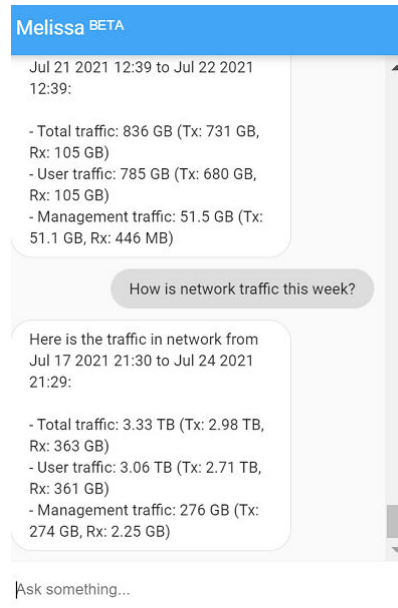 Melissa BETA
Jul 21 2021 12:39 to Jul 22 2021
12:39:
- Total traffic: 836 GB (Tx: 731 GB,
Rx: 105 GB)
- User traffic: 785 GB (Tx: 680 GB,
Rx: 105 GB)
- Management traffic: 51.5 GB (Tx:
51.1 GB, Rx: 446 MB)
How is network traffic this week?
Here is the traffic in network from
Jul 17 2021 21:30 to Jul 24 2021
21:29:
- Total traffic: 3.33 TB (Tx: 2.98 TB,
Rx: 363 GB)
- User traffic: 3.06 TB (Tx: 2.71 TB,
Rx: 361 GB)
- Management traffic: 276 GB (Tx:
274 GB, Rx: 2.25 GB)
Ask something...